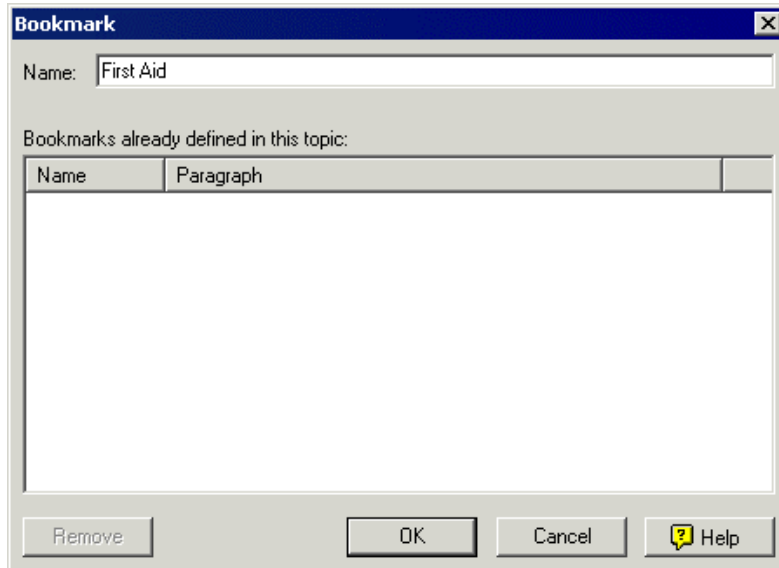 Bookmark
Name: First Aid
Bookmarks already defined in this topic:
Name Paragraph
Remove OK Cancel ? Help